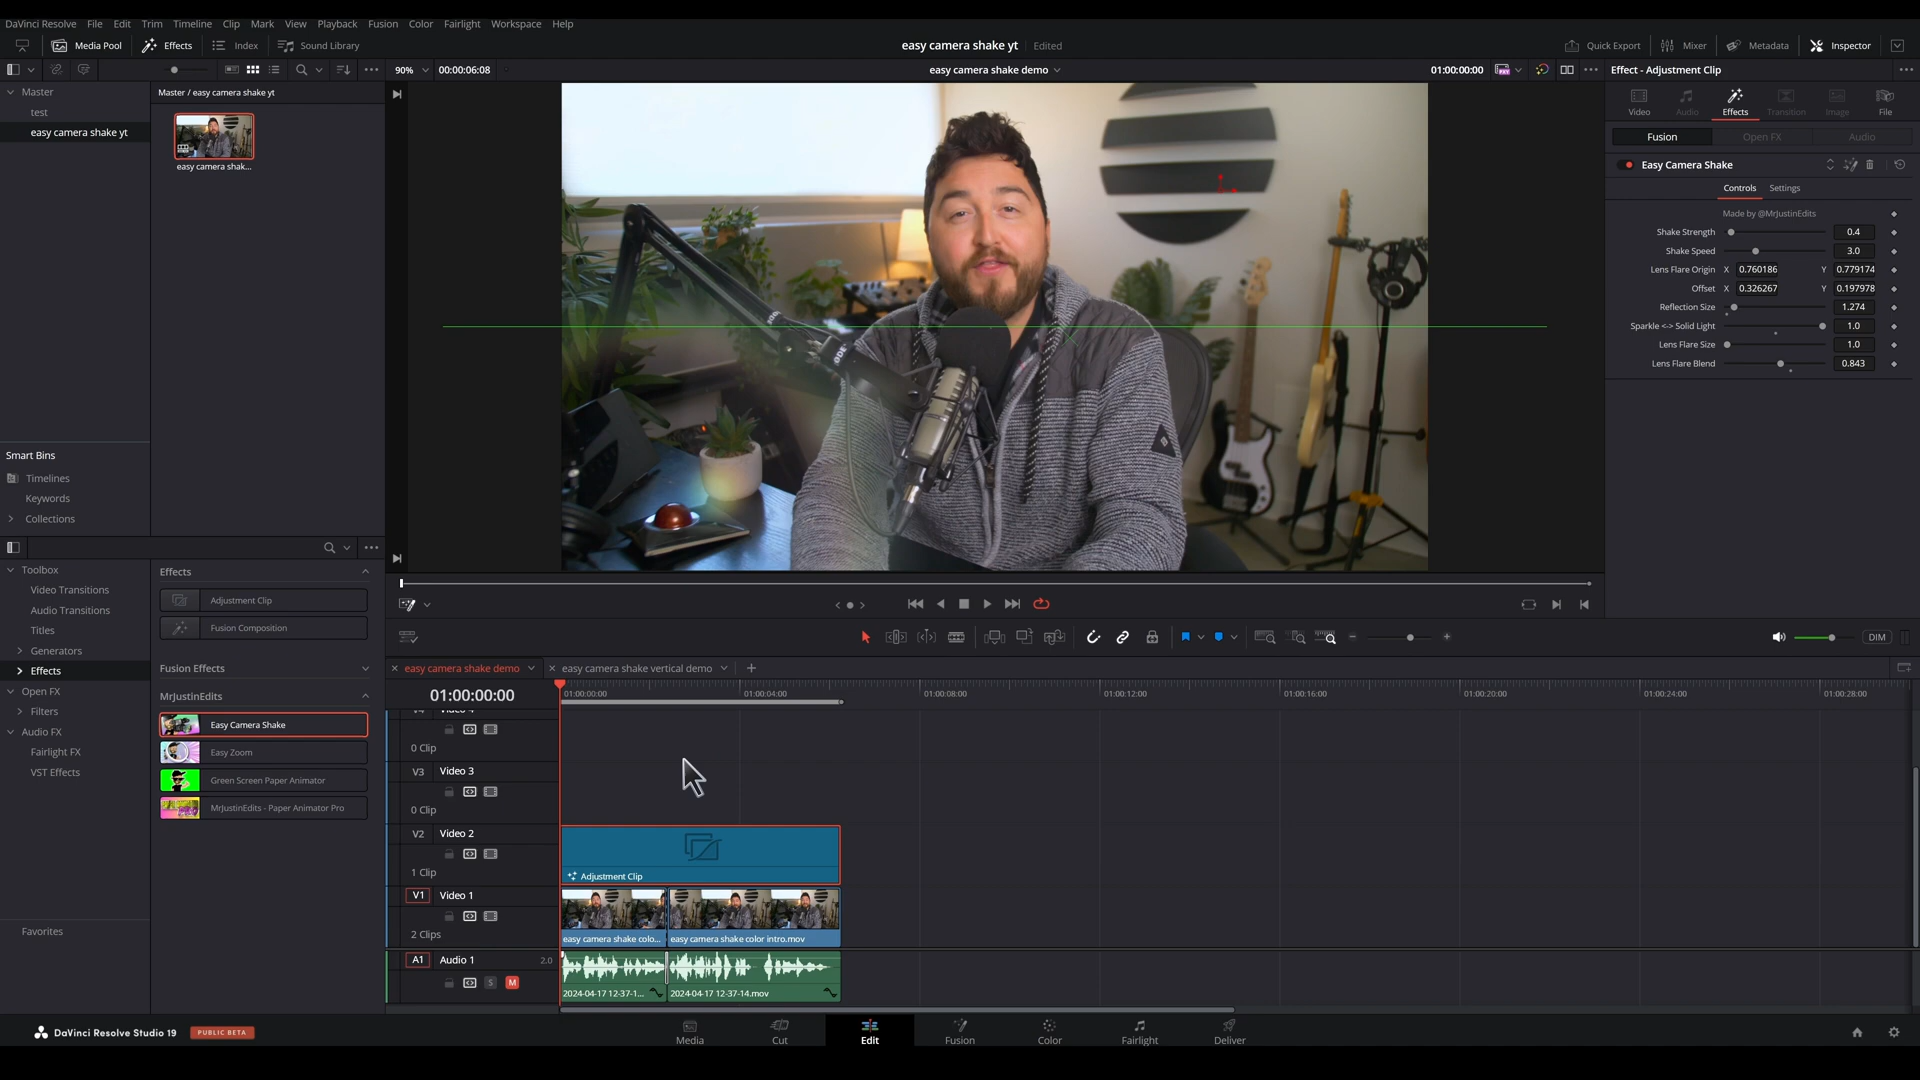 DaVinci Resolve File Edit Trim Timeline Clip Mark View Playback Fusion Color Fairlight Workspace Help
Media Pool Effects Index Sound Library
easy camera shake yt Edited
Quick Export Mixer Metadata Inspector
90% 00:00:06:08
easy camera shake demo
01:00:00:00
Effect - Adjustment Clip
Master
test
easy camera shake yt
Master / easy camera shake yt
easy camera shak...
Video Audio Effects Transition Image File
Fusion Open FX Audio
Easy Camera Shake
Controls Settings
Made by @MrJustinEdits
Shake Strength 0.4
Shake Speed 3.0
Lens Flare Origin X 0.760186 Y 0.779174
Offset X 0.326267 Y 0.197978
Reflection Size 1.274
Sparkle <-> Solid Light 1.0
Lens Flare Size 1.0
Lens Flare Blend 0.843
RODE
Smart Bins
Timelines
Keywords
Collections
Toolbox
Video Transitions
Audio Transitions
Titles
Generators
Effects
Open FX
Filters
Audio FX
Fairlight FX
VST Effects
Favorites
Effects
Adjustment Clip
Fusion Composition
Fusion Effects
MrJustinEdits
Easy Camera Shake
Easy Zoom
Green Screen Paper Animator
MrJustinEdits - Paper Animator Pro
DIM
easy camera shake demo
easy camera shake vertical demo
01:00:00:00
01:00:00:00 01:00:04:00 01:00:08:00 01:00:12:00 01:00:16:00 01:00:20:00 01:00:24:00 01:00:28:00
0 Clip
V3 Video 3
0 Clip
V2 Video 2
1 Clip
Adjustment Clip
V1 Video 1
2 Clips
easy camera shake colo... easy camera shake color intro.mov
A1 Audio 1 2.0
S M
2024-04-17 12-37-1... 2024-04-17 12-37-14.mov
DaVinci Resolve Studio 19 PUBLIC BETA
Media Cut Edit Fusion Color Fairlight Deliver